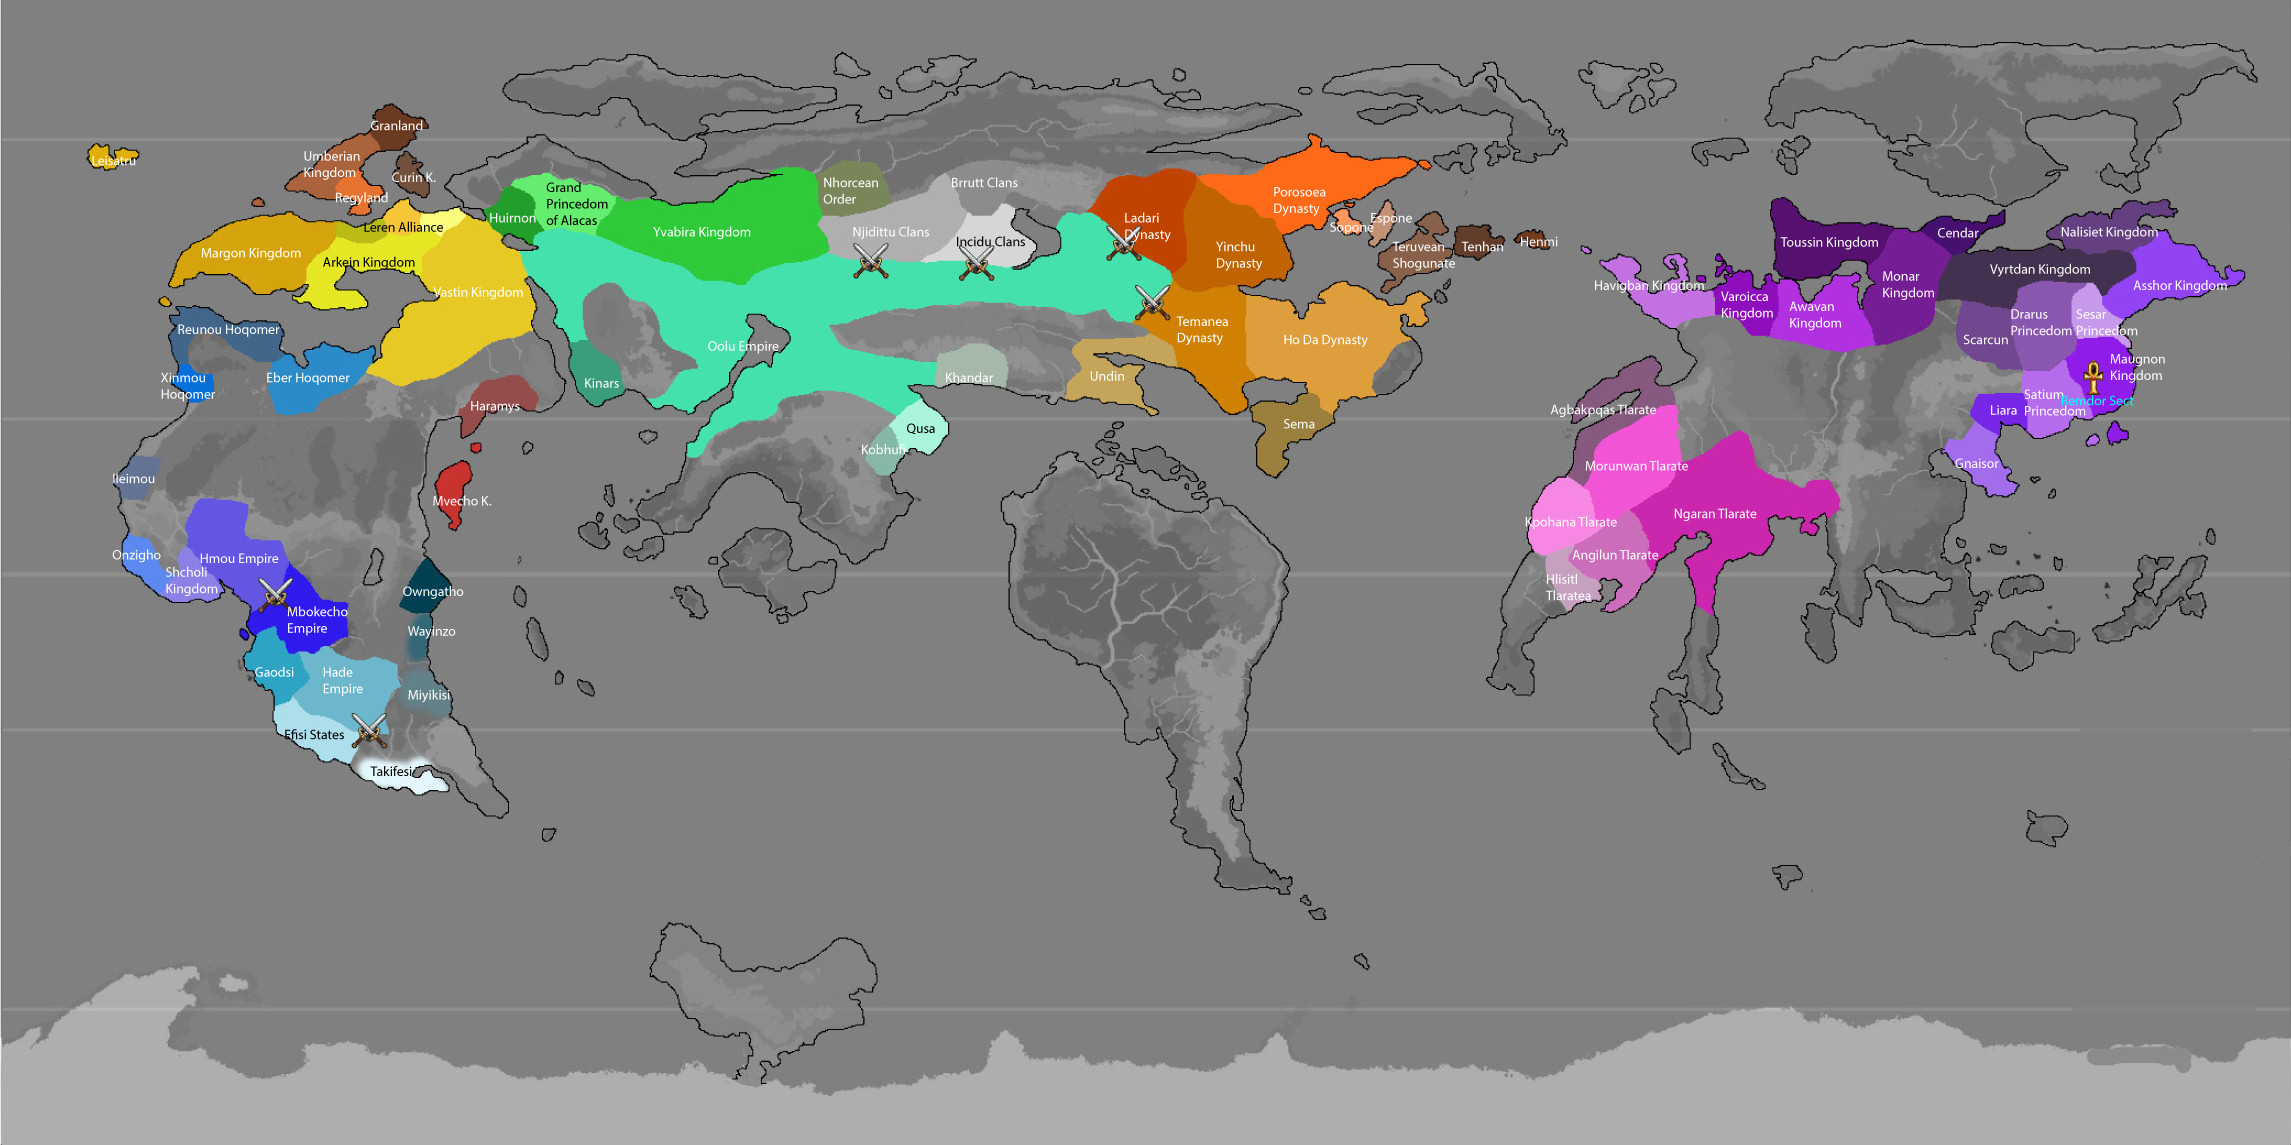 Granland
Leisatru
Umberian
Kingdom
Curin K.
Regyland
Margon Kingdom
Leren Alliance
Arkein Kingdom
Vastin Kingdom
Huirnon
Grand
Princedom
of Alacas
Yvabira Kingdom
Nhorcean
Order
Brrutt Clans
Njidittu Clans
Incidu Clans
Ladari
Dynasty
Yinchu
Dynasty
Porosoea
Dynasty
Sopone
Espone
Teruvean
Shogunate
Tenhan
Henmi
Temanea
Dynasty
Ho Da Dynasty
Oolu Empire
Kinars
Khandar
Undin
Sema
Qusa
Kobhufi
Reunou Hoqomer
Xinmou
Hoqomer
Eber Hoqomer
Haramys
Mvecho K.
Ileimou
Onzigho
Shcholi
Kingdom
Hmou Empire
Mbokecho
Empire
Owngatho
Wayinzo
Miyikisi
Gaodsi
Hade
Empire
Efisi States
Takifesi
Havigban Kingdom
Varoicca
Kingdom
Awavan
Kingdom
Toussin Kingdom
Cendar
Monar
Kingdom
Vyrtdan Kingdom
Nalisiet Kingdom
Asshor Kingdom
Drarus
Princedom
Sesar
Princedom
Scarcun
Maugnon
Kingdom
Satium
Princedom
Remdor Sect
Liara
Gnaisor
Agbakpqas Tlarate
Morunwan Tlarate
Kpohana Tlarate
Ngaran Tlarate
Angilun Tlarate
Hlisitl
Tlaratea